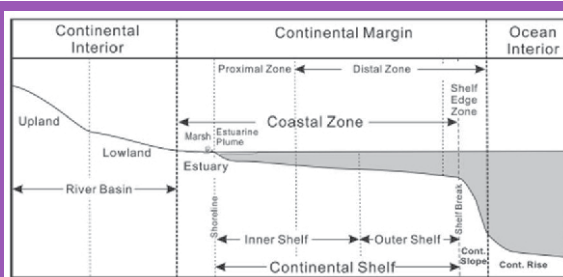 Continental
Interior
Continental Margin
Ocean
Interior
Proximal Zone
Distal Zone
Shelf
Edge
Zone
Coastal Zone
Upland
Marsh
Estuarine
Plume
Lowland
Estuary
River Basin
Shoreline
Shelf Break
Inner Shelf
Outer Shelf
Cont.
Slope
Continental Shelf
Cont. Rise